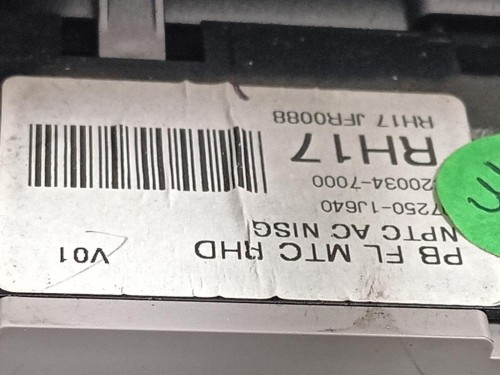 PB FL MTC RHD V01
NPTC AC NISG
7250-1J640
20034-7000
RH17
RH17 JFR0088